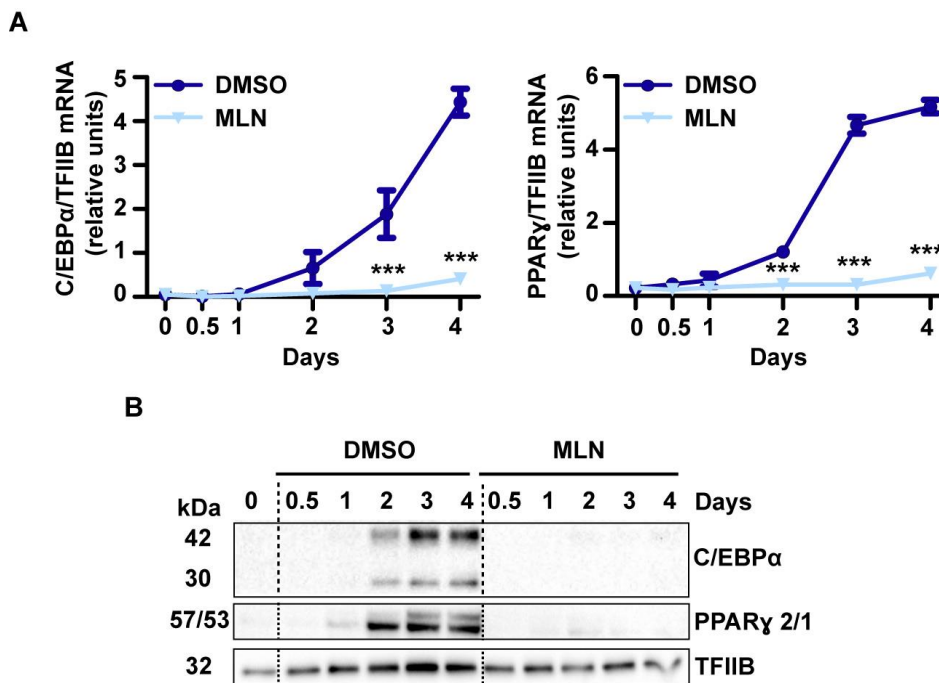 A
C/EBPα/TFIIB mRNA
(relative units)
5
4
2
1
0
DMSO
MLN
***
***
0 0.5 1 2 3 4
Days
PPARɣ/TFIIB mRNA
(relative units)
6
4
2
0
DMSO
MLN
***
***
***
0 0.5 1 2 3 4
Days
B
DMSO MLN
kDa 0 0.5 1 2 3 4 0.5 1 2 3 4 Days
42
C/EBPα
30
57/53 PPARɣ 2/1
32 TFIIB